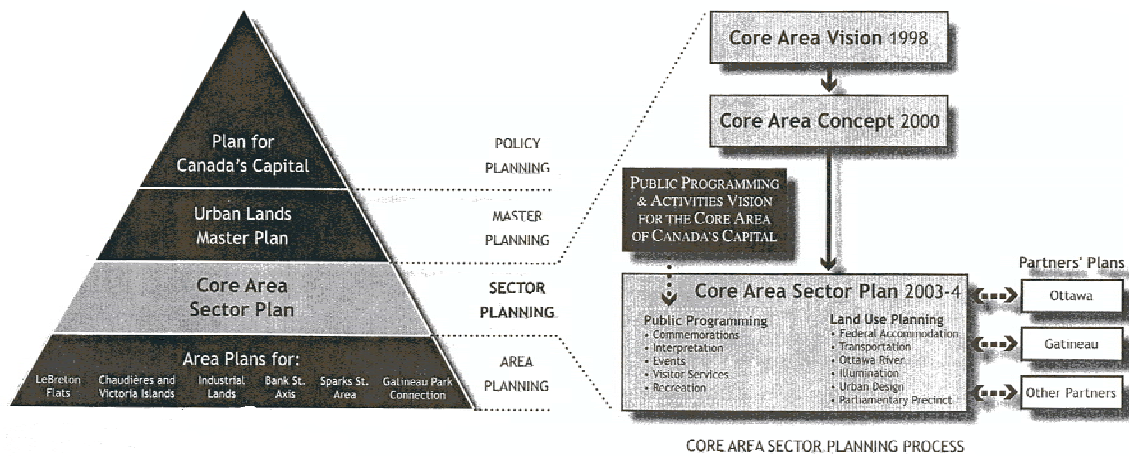 Plan for
Canada's Capital
Urban Lands
Master Plan
Core Area
Sector Plan
Area Plans for:
LeBreton
Flats
Chaudières and
Victoria Islands
Industrial
Lands
Bank St.
Axis
Sparks St.
Area
Gatineau Park
Connection
POLICY
PLANNING
MASTER
PLANNING
SECTOR
PLANNING
AREA
PLANNING
Core Area Vision 1998
Core Area Concept 2000
PUBLIC PROGRAMMING
& ACTIVITIES VISION
FOR THE CORE AREA
OF CANADA'S CAPITAL
Core Area Sector Plan 2003-4
Public Programming
• Commemorations
• Interpretation
• Events
• Visitor Services
• Recreation
Land Use Planning
• Federal Accommodation
• Transportation
• Ottawa River
• Illumination
• Urban Design
• Parliamentary Precinct
Partners' Plans
Ottawa
Gatineau
Other Partners
CORE AREA SECTOR PLANNING PROCESS